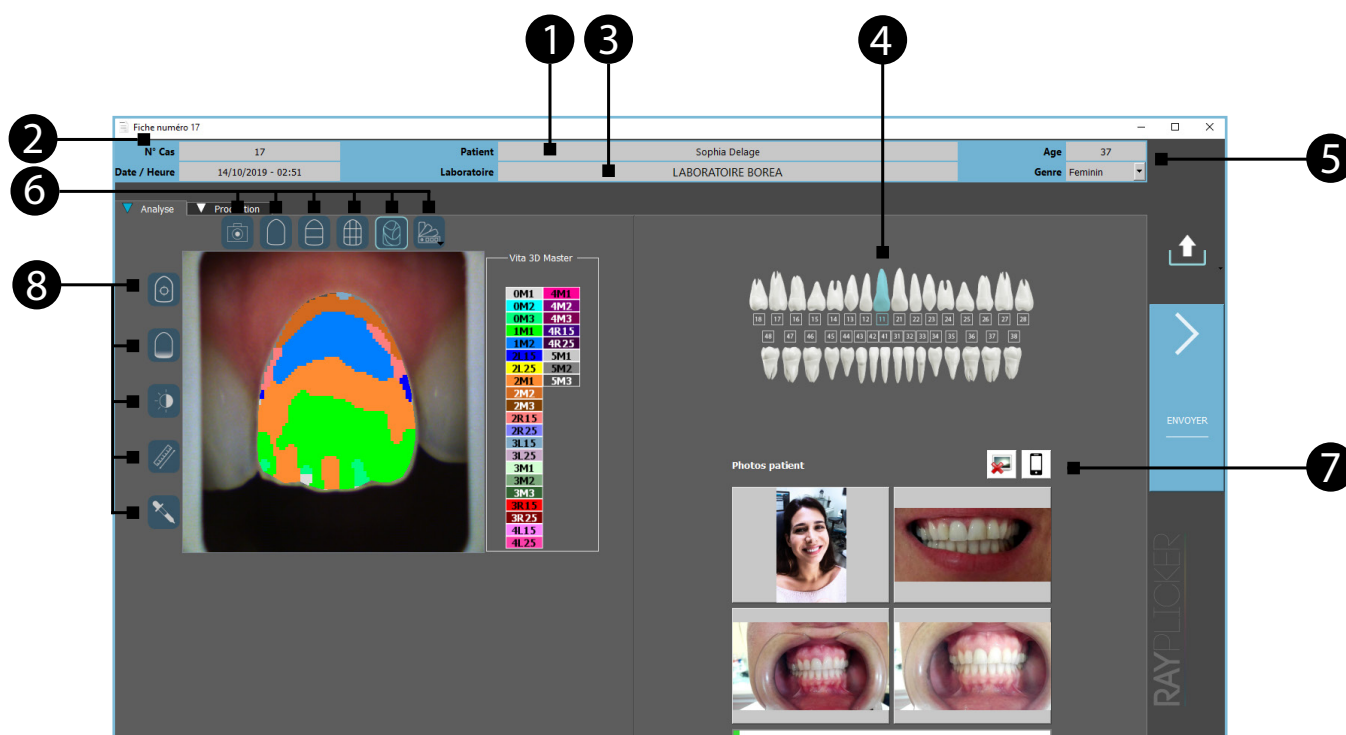 1
3
4
2
Fiche numéro 17
N° Cas 17 Patient Sophia Delage Age 37
5
Date / Heure 14/10/2019 - 02:51 Laboratoire LABORATOIRE BOREA Genre Feminin
6
Analyse Production
8
Vita 3D Master
0M1 4M1
0M2 4M2
0M3 4M3
1M1 4R15
1M2 4R25
2L15 5M1
2L25 5M2
2M1 5M3
2M2
2M3
2R15
2R25
3L15
3L25
3M1
3M2
3M3
3R15
3R25
4L15
4L25
18 17 16 15 14 13 12 11 21 22 23 24 25 26 27 28
48 47 46 45 44 43 42 41 31 32 33 34 35 36 37 38
ENVOYER
Photos patient
7
RAYPLICKER